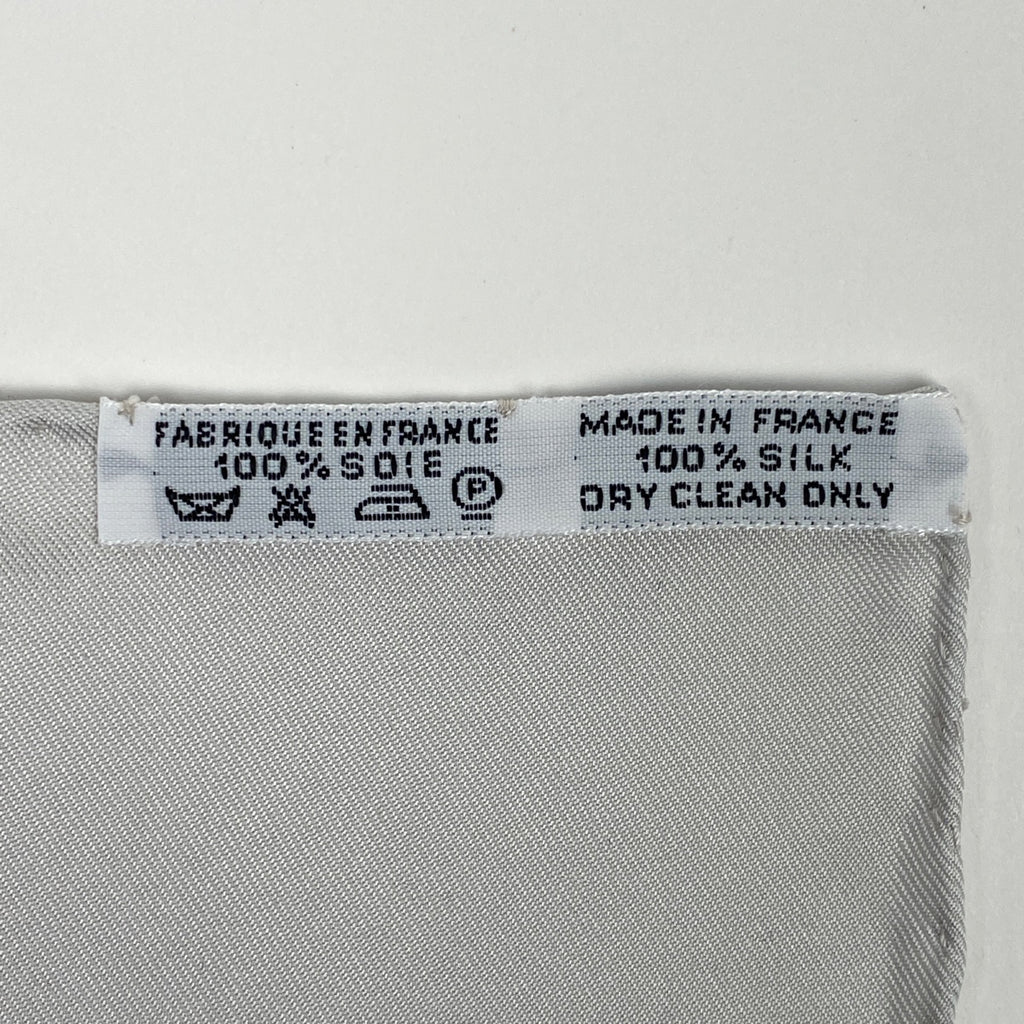 FABRIQUE EN FRANCE
100% SOIE
P
MADE IN FRANCE
100% SILK
DRY CLEAN ONLY